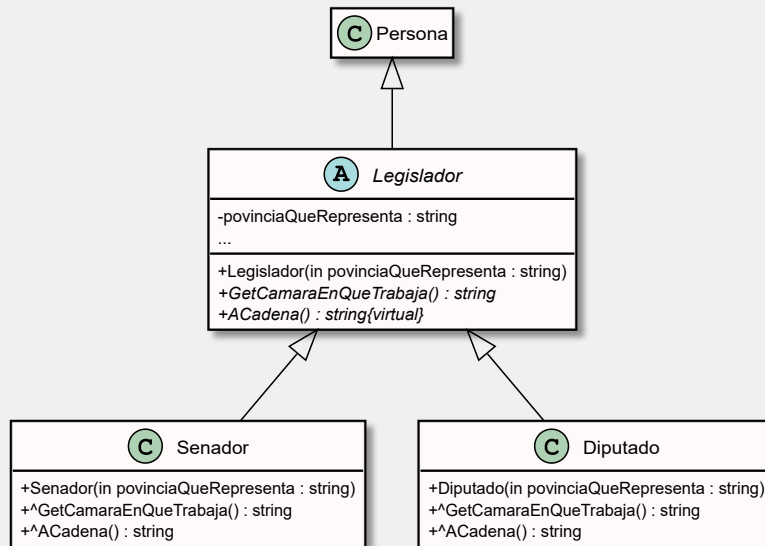 C Persona
A Legislador
-povinciaQueRepresenta : string
...
+Legislador(in povinciaQueRepresenta : string)
+GetCamaraEnQueTrabaja() : string
+ACadena() : string{virtual}
C Senador
+Senador(in povinciaQueRepresenta : string)
+^GetCamaraEnQueTrabaja() : string
+^ACadena() : string
C Diputado
+Diputado(in povinciaQueRepresenta : string)
+^GetCamaraEnQueTrabaja() : string
+^ACadena() : string